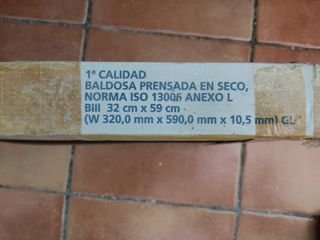 1ª CALIDAD
BALDOSA PRENSADA EN SECO,
NORMA ISO 13006 ANEXO L
BIII 32 cm x 59 cm
(W 320,0 mm x 590,0 mm x 10,5 mm) GL